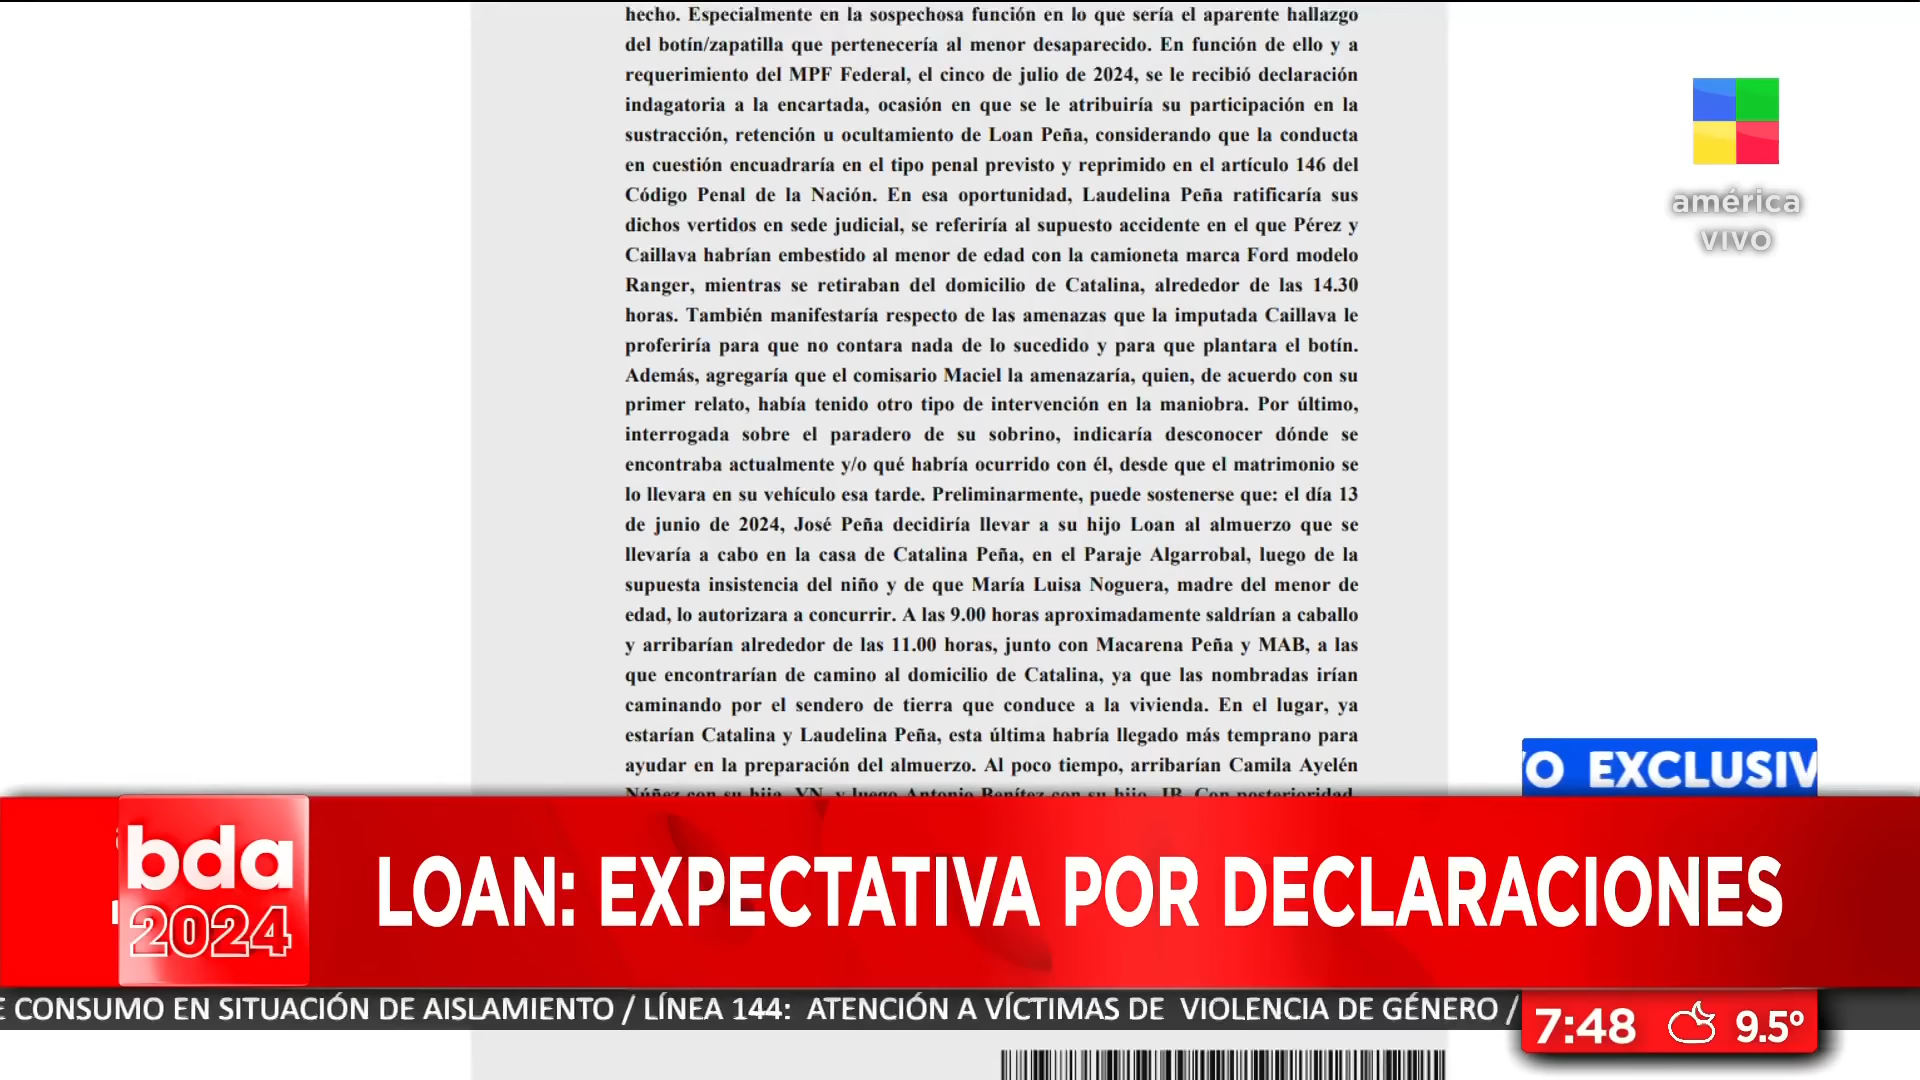 hecho. Especialmente en la sospechosa función en lo que sería el aparente hallazgo
del botín/zapatilla que pertenecería al menor desaparecido. En función de ello y a
requerimiento del MPF Federal, el cinco de julio de 2024, se le recibió declaración
indagatoria a la encartada, ocasión en que se le atribuiría su participación en la
sustracción, retención u ocultamiento de Loan Peña, considerando que la conducta
en cuestión encuadraría en el tipo penal previsto y reprimido en el artículo 146 del
Código Penal de la Nación. En esa oportunidad, Laudelina Peña ratificaría sus
dichos vertidos en sede judicial, se referiría al supuesto accidente en el que Pérez y
Caillava habrían embestido al menor de edad con la camioneta marca Ford modelo
Ranger, mientras se retiraban del domicilio de Catalina, alrededor de las 14.30
horas. También manifestaría respecto de las amenazas que la imputada Caillava le
proferiría para que no contara nada de lo sucedido y para que plantara el botín.
Además, agregaría que el comisario Maciel la amenazaría, quien, de acuerdo con su
primer relato, había tenido otro tipo de intervención en la maniobra. Por último,
interrogada sobre el paradero de su sobrino, indicaría desconocer dónde se
encontraba actualmente y/o qué habría ocurrido con él, desde que el matrimonio se
lo llevara en su vehículo esa tarde. Preliminarmente, puede sostenerse que: el día 13
de junio de 2024, José Peña decidiría llevar a su hijo Loan al almuerzo que se
llevaría a cabo en la casa de Catalina Peña, en el Paraje Algarrobal, luego de la
supuesta insistencia del niño y de que María Luisa Noguera, madre del menor de
edad, lo autorizara a concurrir. A las 9.00 horas aproximadamente saldrían a caballo
y arribarían alrededor de las 11.00 horas, junto con Macarena Peña y MAB, a las
que encontrarían de camino al domicilio de Catalina, ya que las nombradas irían
caminando por el sendero de tierra que conduce a la vivienda. En el lugar, ya
estarían Catalina y Laudelina Peña, esta última habría llegado más temprano para
ayudar en la preparación del almuerzo. Al poco tiempo, arribarían Camila Ayelén
Núñez con su hija, VN, y luego Antonio Benítez con su hijo, JB. Con posterioridad,
américa
VIVO
O EXCLUSIV
bda
2024
LOAN: EXPECTATIVA POR DECLARACIONES
E CONSUMO EN SITUACIÓN DE AISLAMIENTO / LÍNEA 144: ATENCIÓN A VÍCTIMAS DE VIOLENCIA DE GÉNERO /
7:48 9.5º